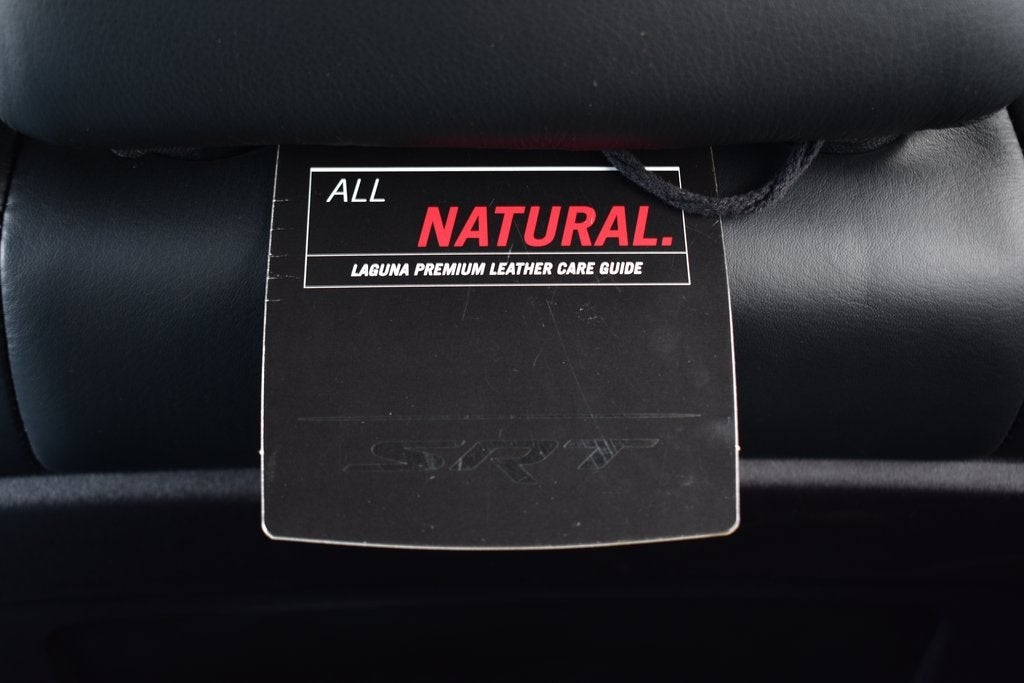 ALL
NATURAL.
LAGUNA PREMIUM LEATHER CARE GUIDE
SRT